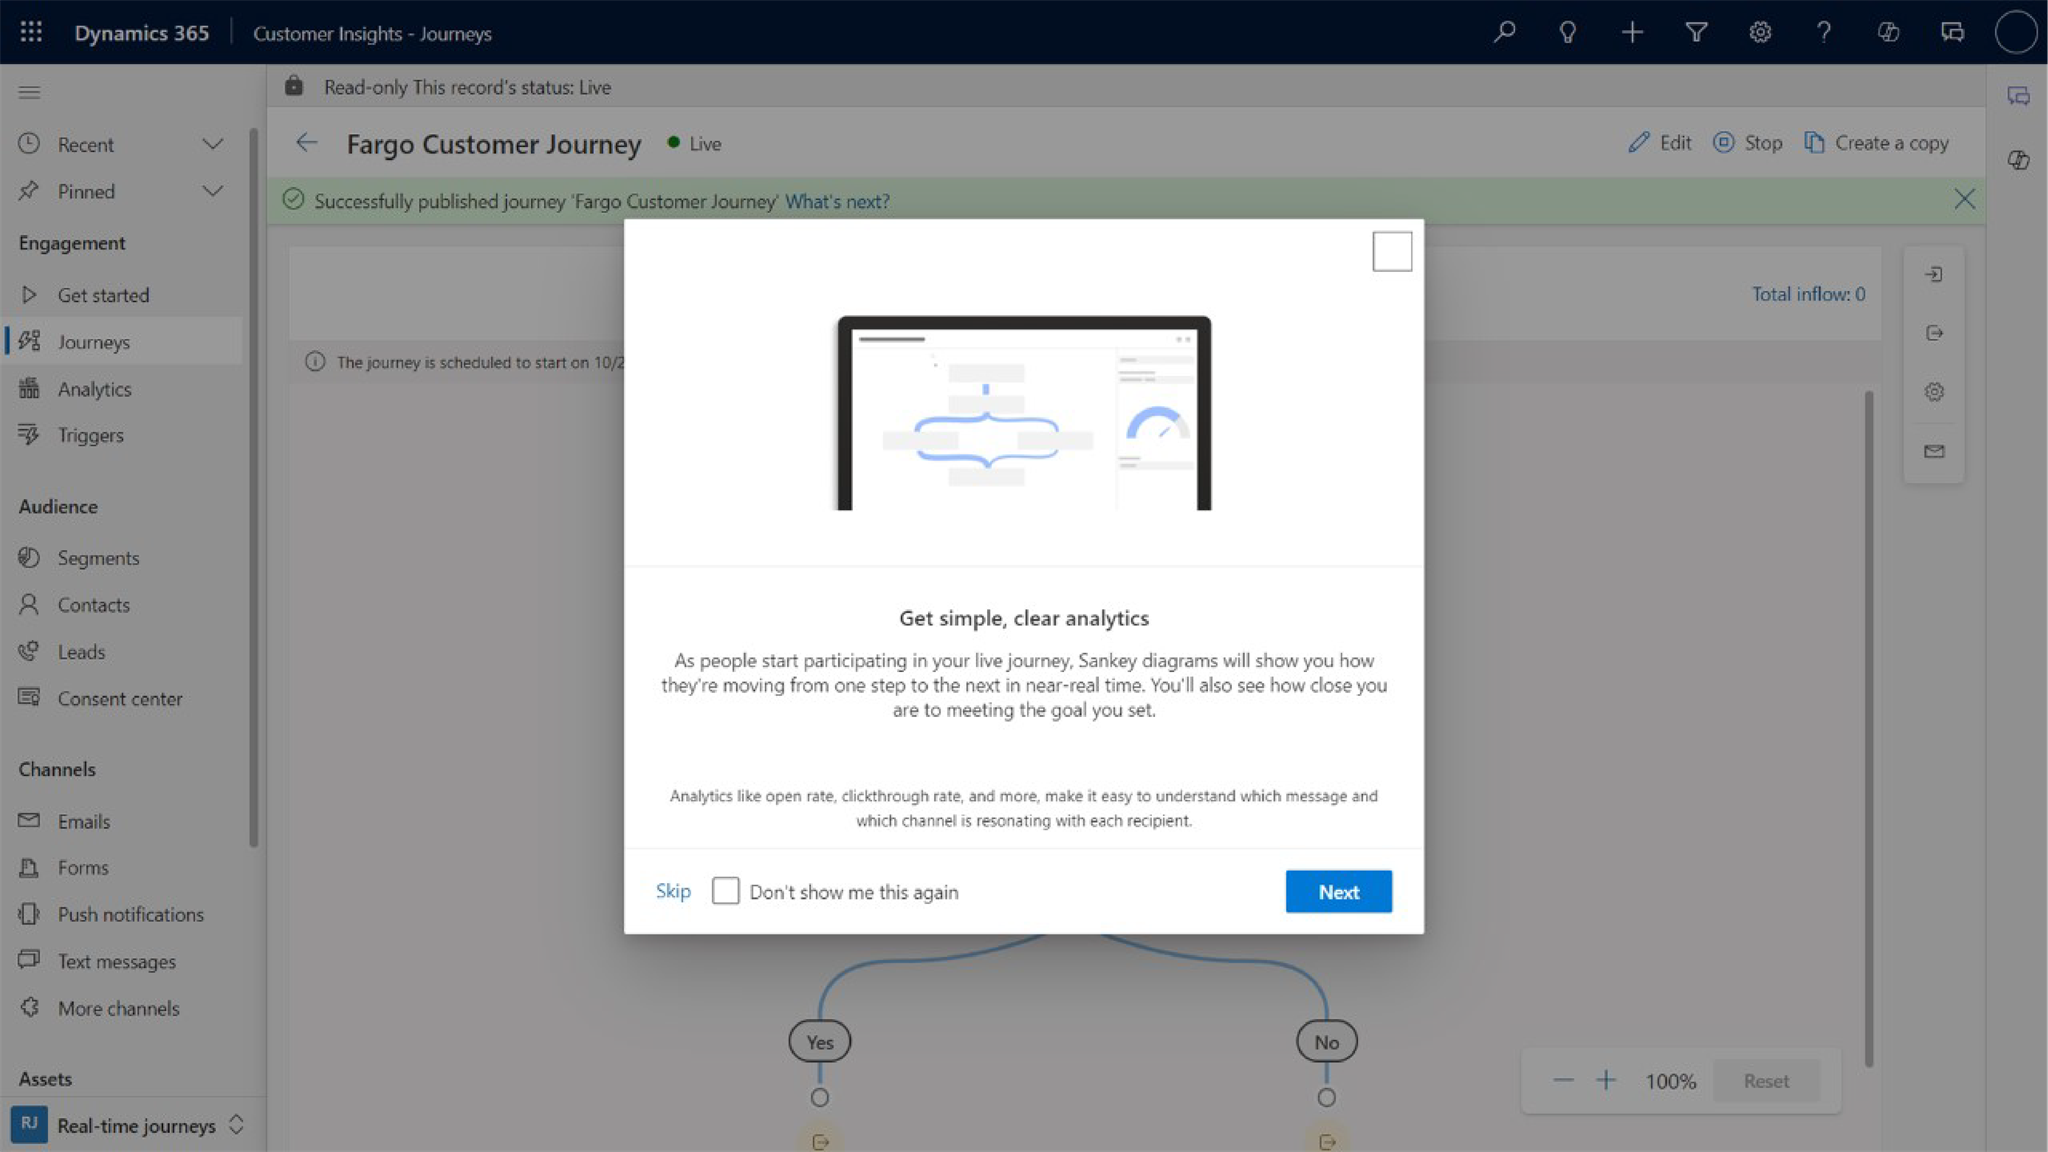 Dynamics 365
Customer Insights - Journeys
Read-only This record's status: Live
Recent
Pinned
Engagement
Get started
Journeys
Analytics
Triggers
Audience
Segments
Contacts
Leads
Consent center
Channels
Emails
Forms
Push notifications
Text messages
More channels
Assets
RJ Real-time journeys
Fargo Customer Journey
Live
Edit
Stop
Create a copy
Successfully published journey 'Fargo Customer Journey' What's next?
Total inflow: 0
The journey is scheduled to start on 10/2
Get simple, clear analytics
As people start participating in your live journey, Sankey diagrams will show you how
they're moving from one step to the next in near-real time. You'll also see how close you
are to meeting the goal you set.
Analytics like open rate, clickthrough rate, and more, make it easy to understand which message and
which channel is resonating with each recipient.
Skip
Don't show me this again
Next
Yes
No
100%
Reset